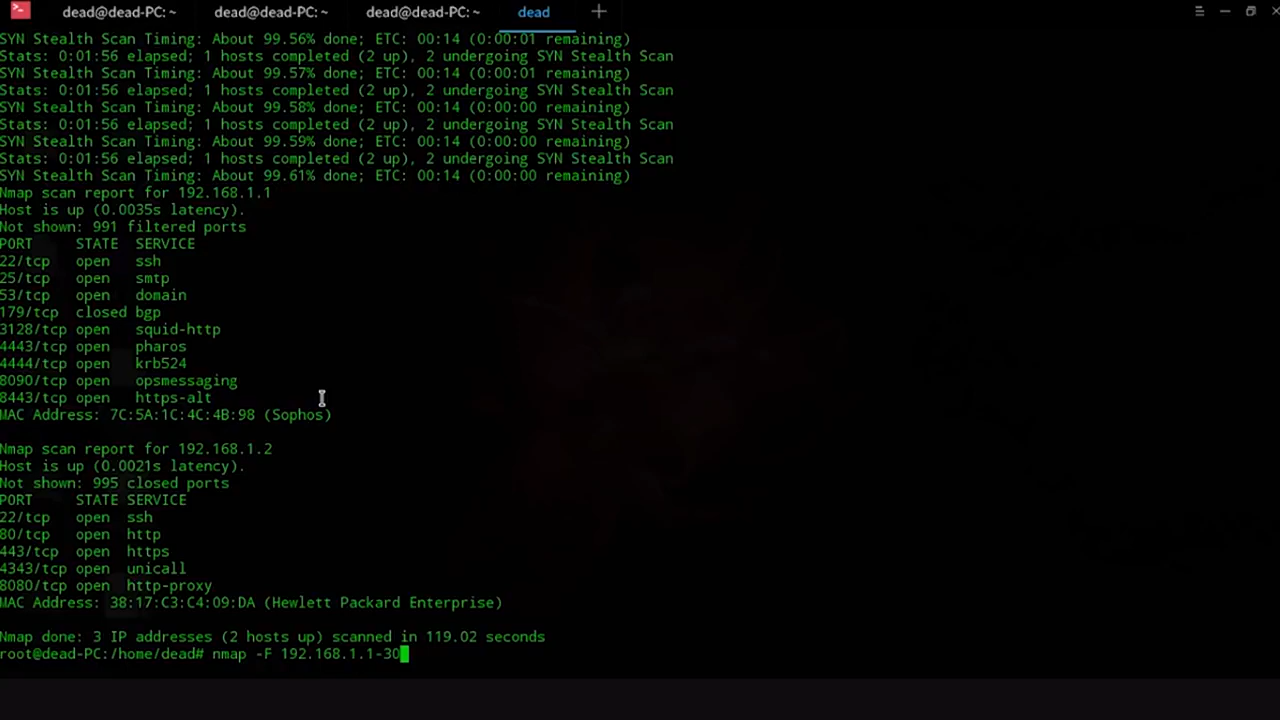 dead@dead-PC: ~ dead@dead-PC: ~ dead@dead-PC: ~ dead
SYN Stealth Scan Timing: About 99.56% done; ETC: 00:14 (0:00:01 remaining)
Stats: 0:01:56 elapsed; 1 hosts completed (2 up), 2 undergoing SYN Stealth Scan
SYN Stealth Scan Timing: About 99.57% done; ETC: 00:14 (0:00:01 remaining)
Stats: 0:01:56 elapsed; 1 hosts completed (2 up), 2 undergoing SYN Stealth Scan
SYN Stealth Scan Timing: About 99.58% done; ETC: 00:14 (0:00:00 remaining)
Stats: 0:01:56 elapsed; 1 hosts completed (2 up), 2 undergoing SYN Stealth Scan
SYN Stealth Scan Timing: About 99.59% done; ETC: 00:14 (0:00:00 remaining)
Stats: 0:01:56 elapsed; 1 hosts completed (2 up), 2 undergoing SYN Stealth Scan
SYN Stealth Scan Timing: About 99.61% done; ETC: 00:14 (0:00:00 remaining)
Nmap scan report for 192.168.1.1
Host is up (0.0035s latency).
Not shown: 991 filtered ports
PORT STATE SERVICE
22/tcp open ssh
25/tcp open smtp
53/tcp open domain
179/tcp closed bgp
3128/tcp open squid-http
4443/tcp open pharos
4444/tcp open krb524
8090/tcp open opsmessaging
8443/tcp open https-alt
MAC Address: 7C:5A:1C:4C:4B:98 (Sophos)
Nmap scan report for 192.168.1.2
Host is up (0.0021s latency).
Not shown: 995 closed ports
PORT STATE SERVICE
22/tcp open ssh
80/tcp open http
443/tcp open https
4343/tcp open unicall
8080/tcp open http-proxy
MAC Address: 38:17:C3:C4:09:DA (Hewlett Packard Enterprise)
Nmap done: 3 IP addresses (2 hosts up) scanned in 119.02 seconds
root@dead-PC:/home/dead# nmap -F 192.168.1.1-30